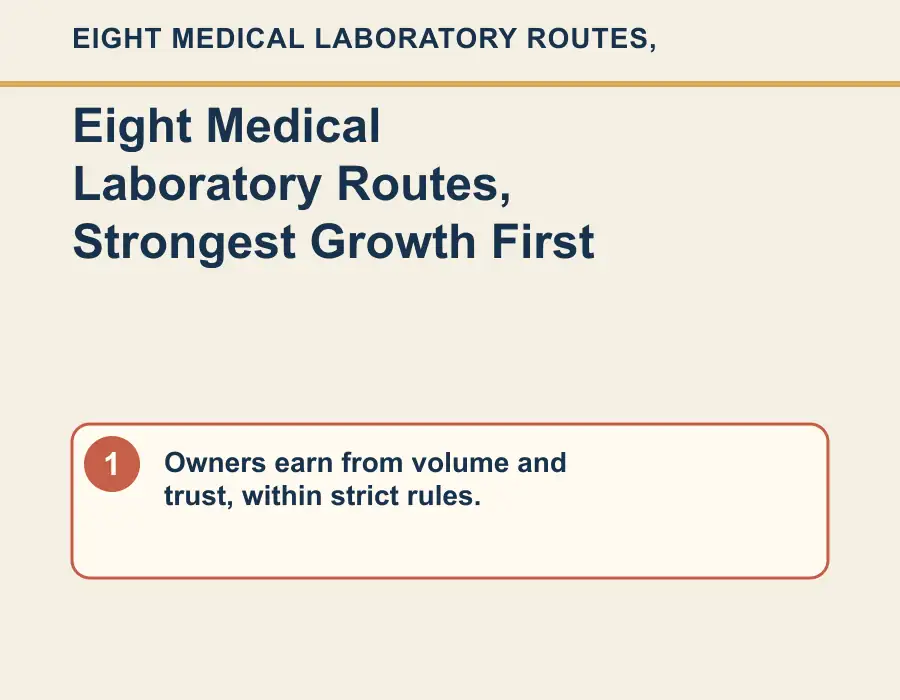 EIGHT MEDICAL LABORATORY ROUTES,
Eight Medical
Laboratory Routes,
Strongest Growth First
1
Owners earn from volume and
trust, within strict rules.